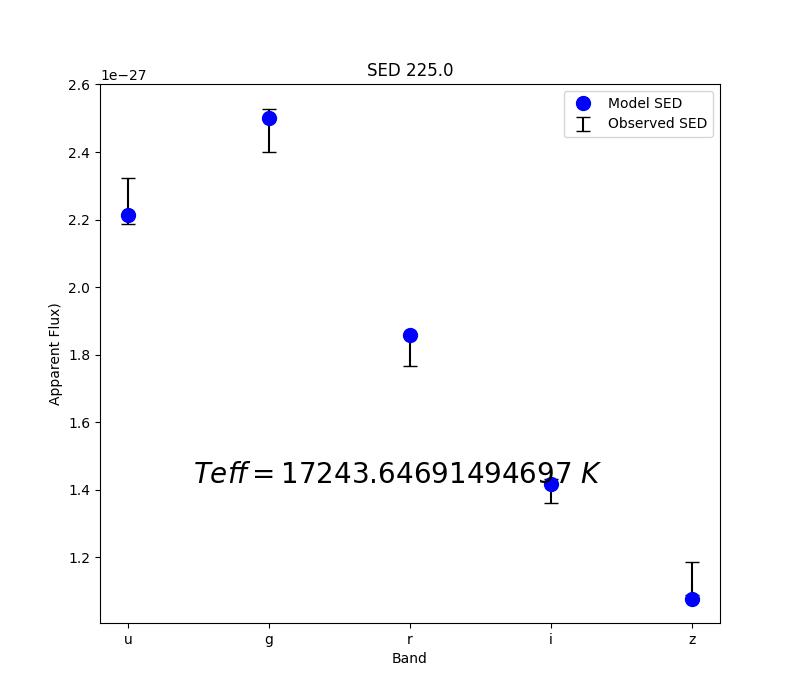 SED 225.0
1e−27
2.6
2.4
2.2
2.0
1.8
1.6
1.4
1.2
Apparent Flux)
Model SED
Observed SED
Teff = 17243.64691494697 K
u g r i z
Band